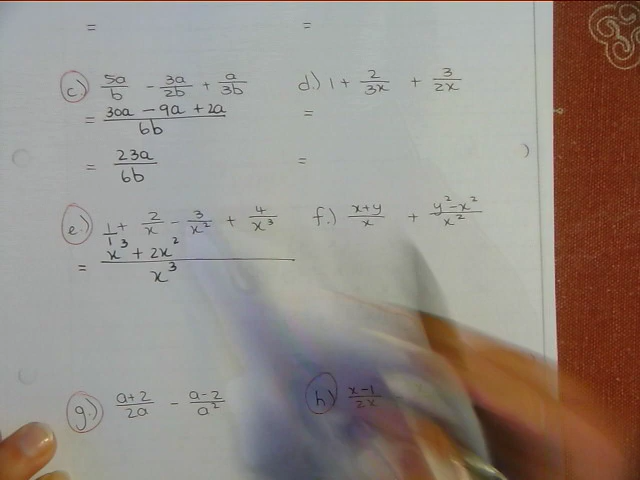 = =
c.) 5a/b - 3a/2b + a/3b d.) 1 + 2/3x + 3/2x
= (30a - 9a + 2a)/6b =
= 23a/6b =
e.) 1/1 + 2/x - 3/x² + 4/x³ f.) (x+y)/x + (y²-x²)/x²
= (x³ + 2x²)/x³
g.) (a+2)/2a - (a-2)/a² h) (x-1)/2x -